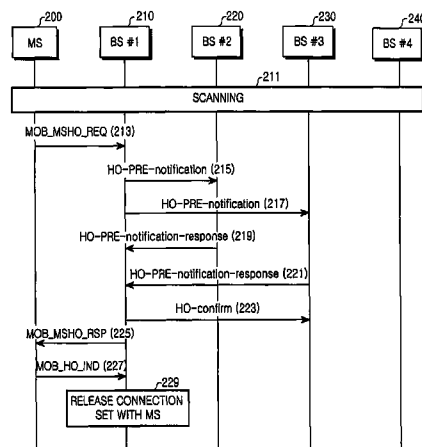 200 210 220 230 240
MS BS #1 BS #2 BS #3 BS #4
211
SCANNING
MOB_MSHO_REQ (213)
HO-PRE-notification (215)
HO-PRE-notification (217)
HO-PRE-notification-response (219)
HO-PRE-notification-response (221)
HO-confirm (223)
MOB_MSHO_RSP (225)
MOB_HO_IND (227)
229
RELEASE CONNECTION
SET WITH MS